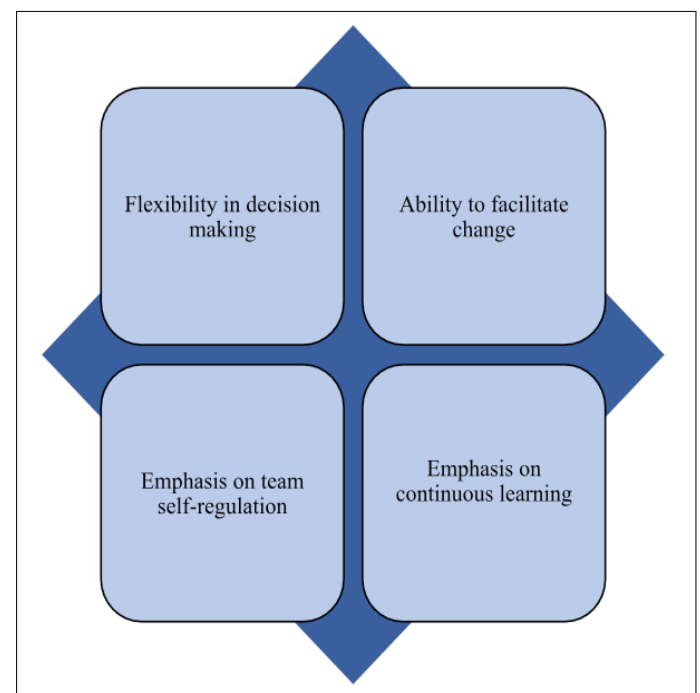 Flexibility in decision
making
Ability to facilitate
change
Emphasis on team
self-regulation
Emphasis on
continuous learning